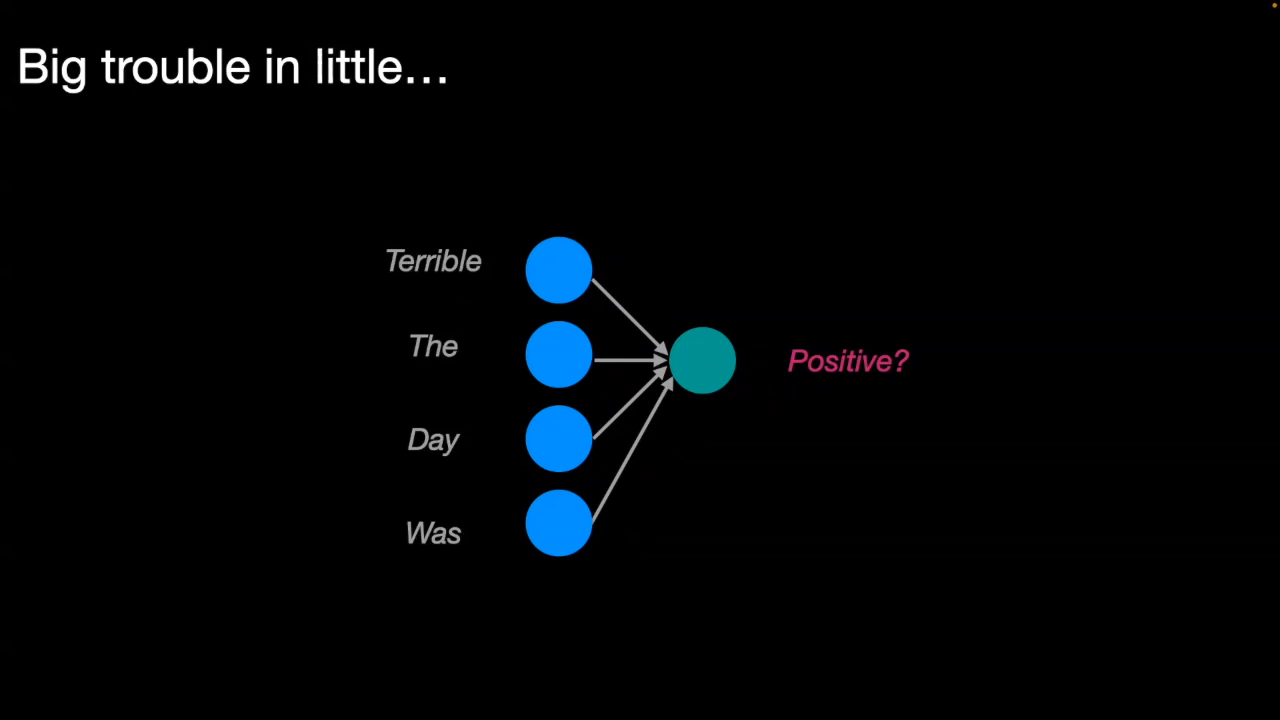 Big trouble in little…
Terrible
The
Day
Was
Positive?